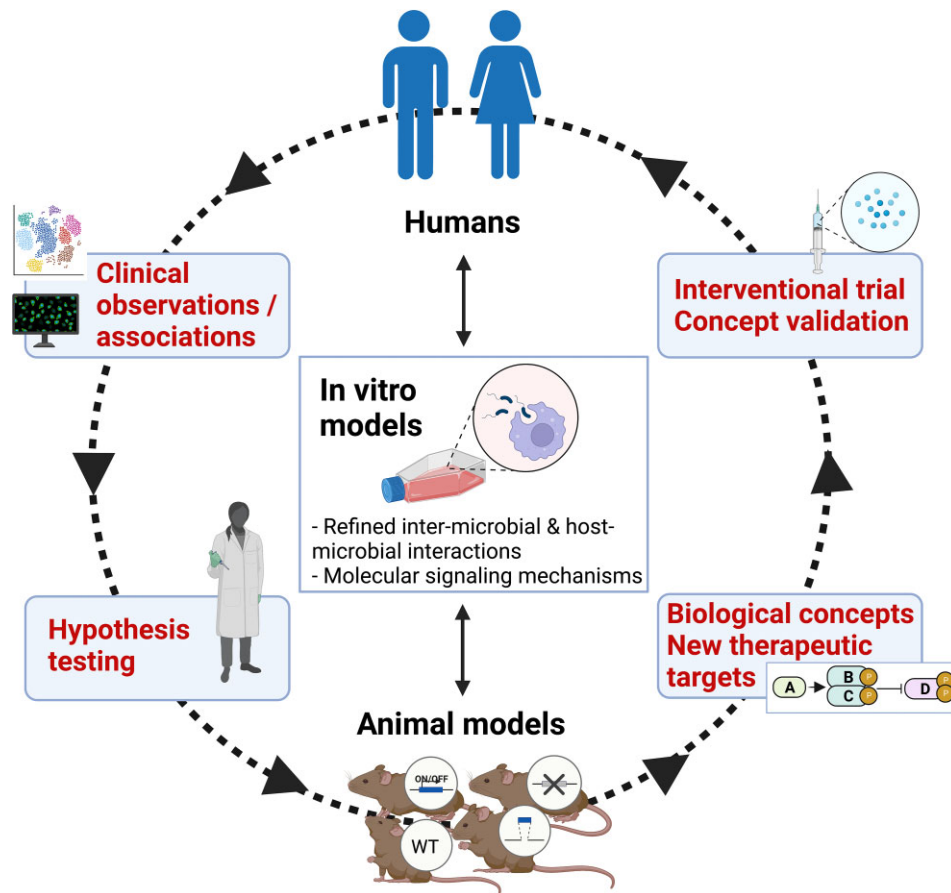 Humans
Clinical
observations /
associations
Interventional trial
Concept validation
In vitro
models
- Refined inter-microbial & host-
microbial interactions
- Molecular signaling mechanisms
Hypothesis
testing
Biological concepts
New therapeutic
targets
A
B
P
C
P
D
P
P
Animal models
ON/OFF
WT